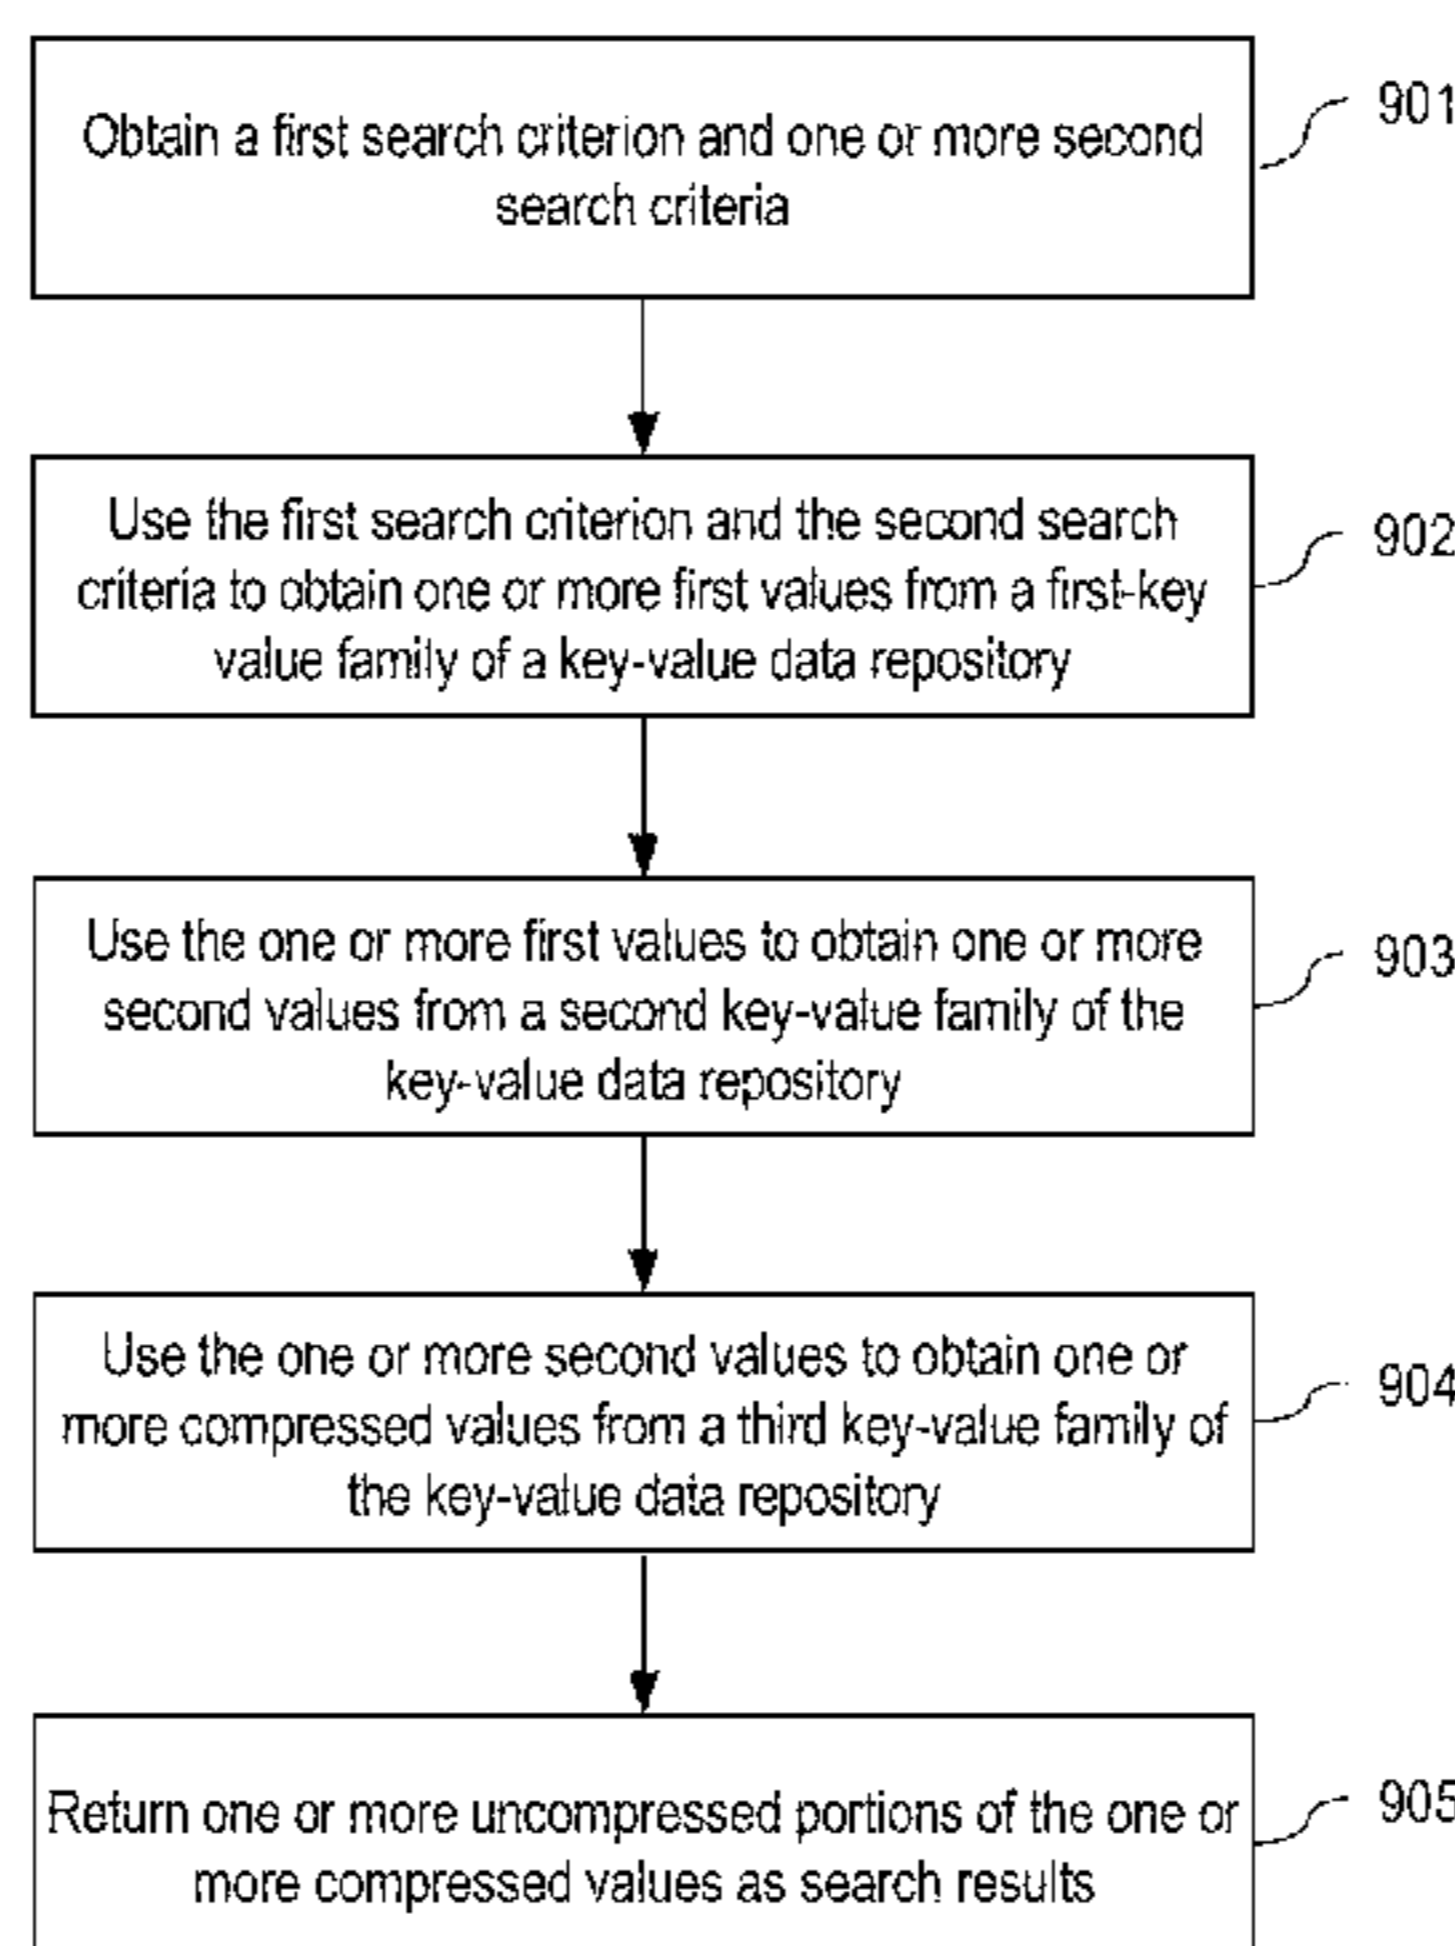 Obtain a first search criterion and one or more second
search criteria
901
Use the first search criterion and the second search
criteria to obtain one or more first values from a first-key
value family of a key-value data repository
902
Use the one or more first values to obtain one or more
second values from a second key-value family of the
key-value data repository
903
Use the one or more second values to obtain one or
more compressed values from a third key-value family of
the key-value data repository
904
Return one or more uncompressed portions of the one or
more compressed values as search results
905